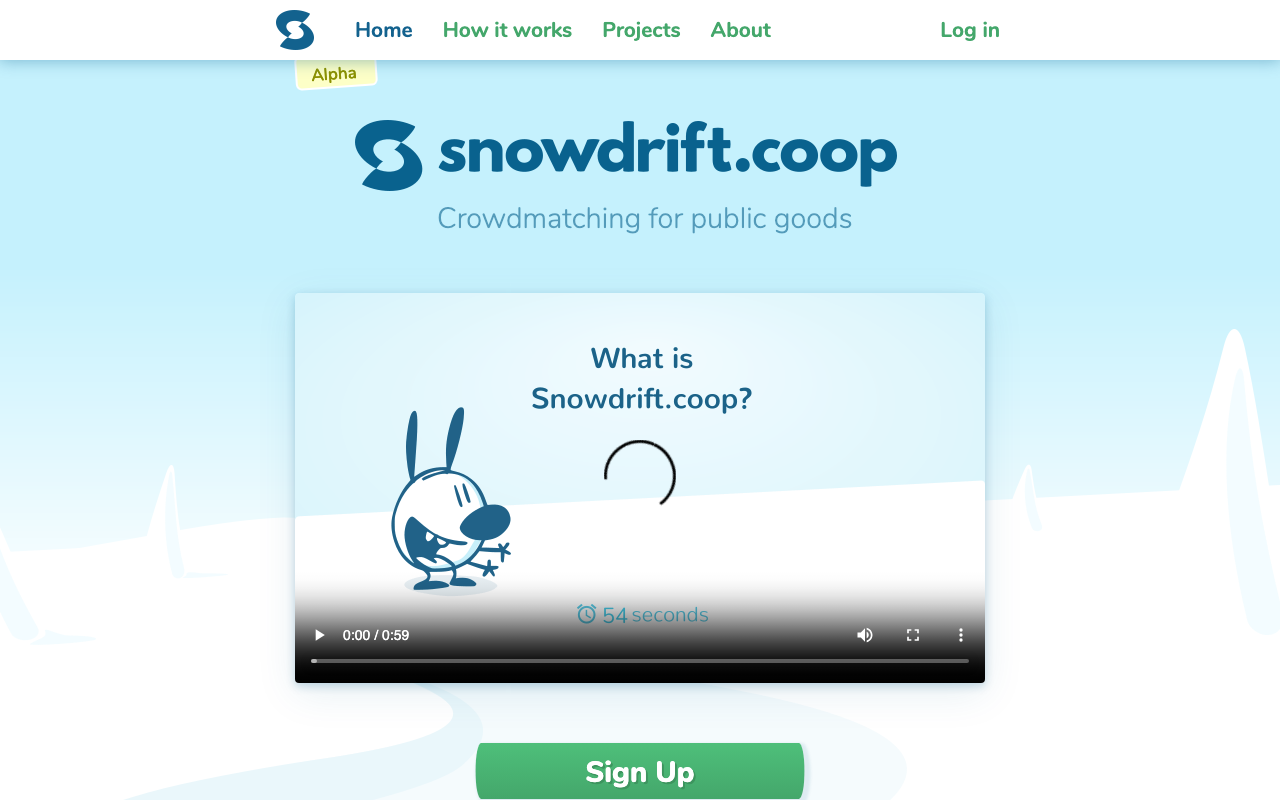 Home How it works Projects About Log in
Alpha
snowdrift.coop
Crowdmatching for public goods
What is
Snowdrift.coop?
54 seconds
0:00 / 0:59
Sign Up